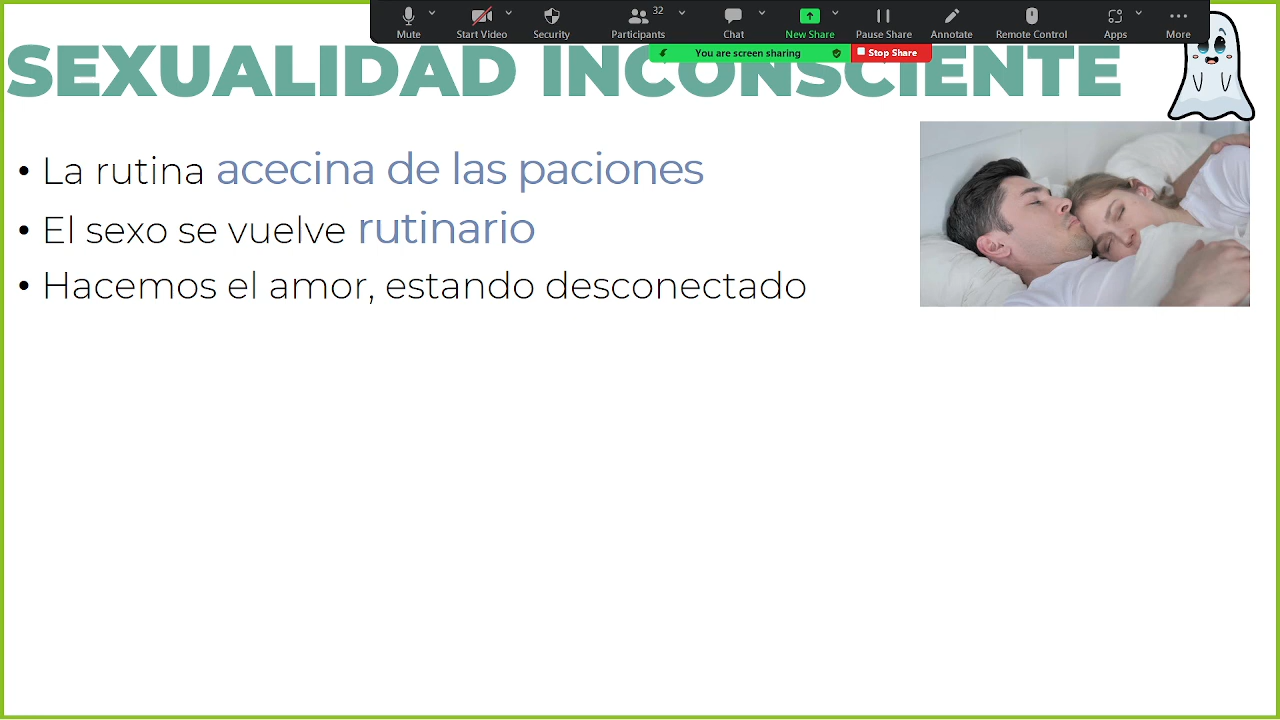 Mute
Start Video
Security
Participants
32
Chat
New Share
Pause Share
Annotate
Remote Control
Apps
More
You are screen sharing
Stop Share
SEXUALIDAD INCONSCIENTE
• La rutina acecina de las paciones
• El sexo se vuelve rutinario
• Hacemos el amor, estando desconectado